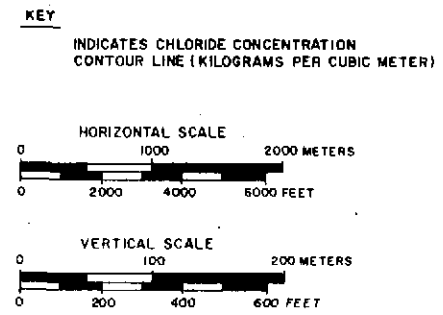 KEY
INDICATES CHLORIDE CONCENTRATION
CONTOUR LINE (KILOGRAMS PER CUBIC METER)
HORIZONTAL SCALE
0 1000 2000 METERS
0 2000 4000 6000 FEET
VERTICAL SCALE
0 100 200 METERS
0 200 400 600 FEET